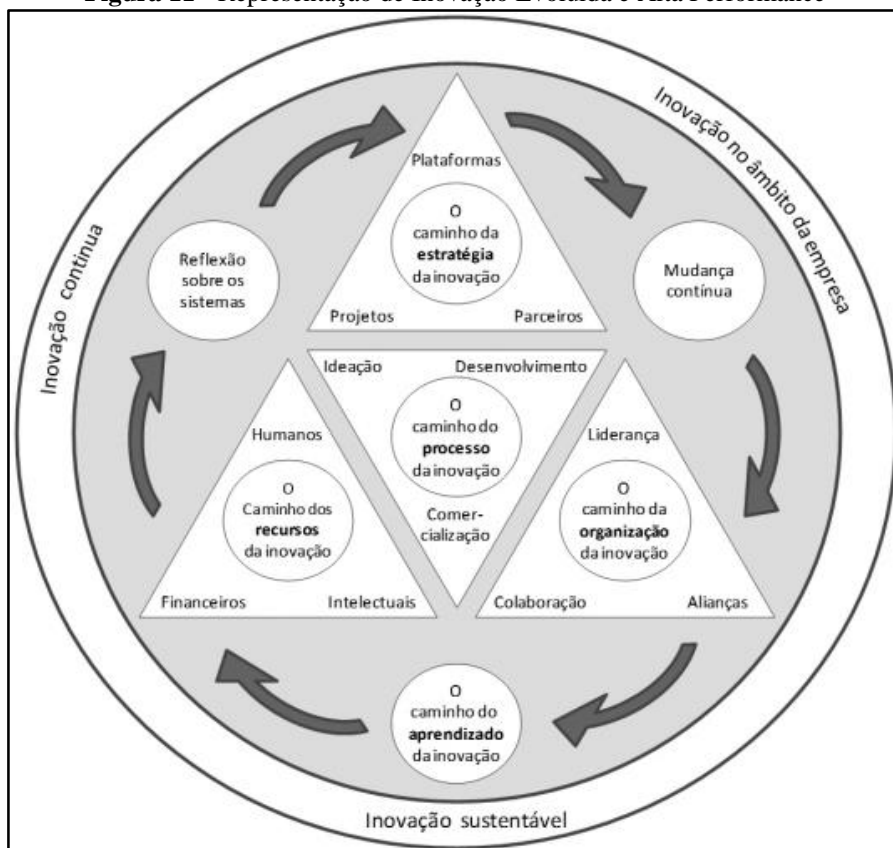 Figura - Representação de Inovação Evoluída e Alta Performance
Inovação no âmbito da empresa
Inovação continua
Plataformas
O
caminho da
estratégia
da inovação
Projetos Parceiros
Reflexão
sobre os
sistemas
Mudança
contínua
Ideação Desenvolvimento
O
caminho do
processo
da inovação
Comer-
cialização
Humanos
O
Caminho dos
recursos
da inovação
Financeiros Intelectuais
Liderança
O
caminho da
organização
da inovação
Colaboração Alianças
O
caminho do
aprendizado
da inovação
Inovação sustentável